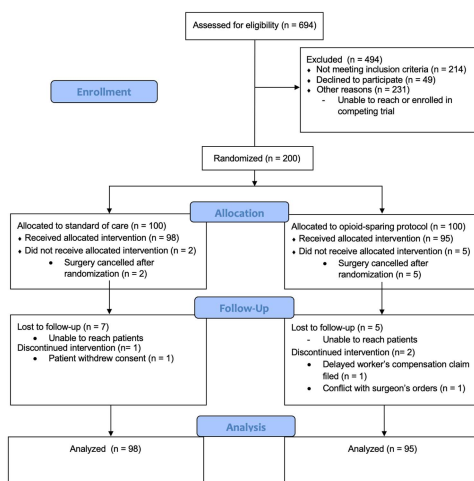 Assessed for eligibility (n = 694)
Excluded (n = 494)
♦ Not meeting inclusion criteria (n = 214)
♦ Declined to participate (n = 49)
♦ Other reasons (n = 231)
- Unable to reach or enrolled in
competing trial
Enrollment
Randomized (n = 200)
Allocation
Allocated to standard of care (n = 100)
♦ Received allocated intervention (n = 98)
♦ Did not receive allocated intervention (n = 2)
• Surgery cancelled after
randomization (n = 2)
Allocated to opioid-sparing protocol (n = 100)
♦ Received allocated intervention (n = 95)
♦ Did not receive allocated intervention (n = 5)
• Surgery cancelled after
randomization (n = 5)
Follow-Up
Lost to follow-up (n = 7)
• Unable to reach patients
Discontinued intervention (n= 1)
• Patient withdrew consent (n = 1)
Lost to follow-up (n = 5)
- Unable to reach patients
Discontinued intervention (n= 2)
• Delayed worker's compensation claim
filed (n = 1)
• Conflict with surgeon's orders (n = 1)
Analysis
Analyzed (n = 98)
Analyzed (n = 95)